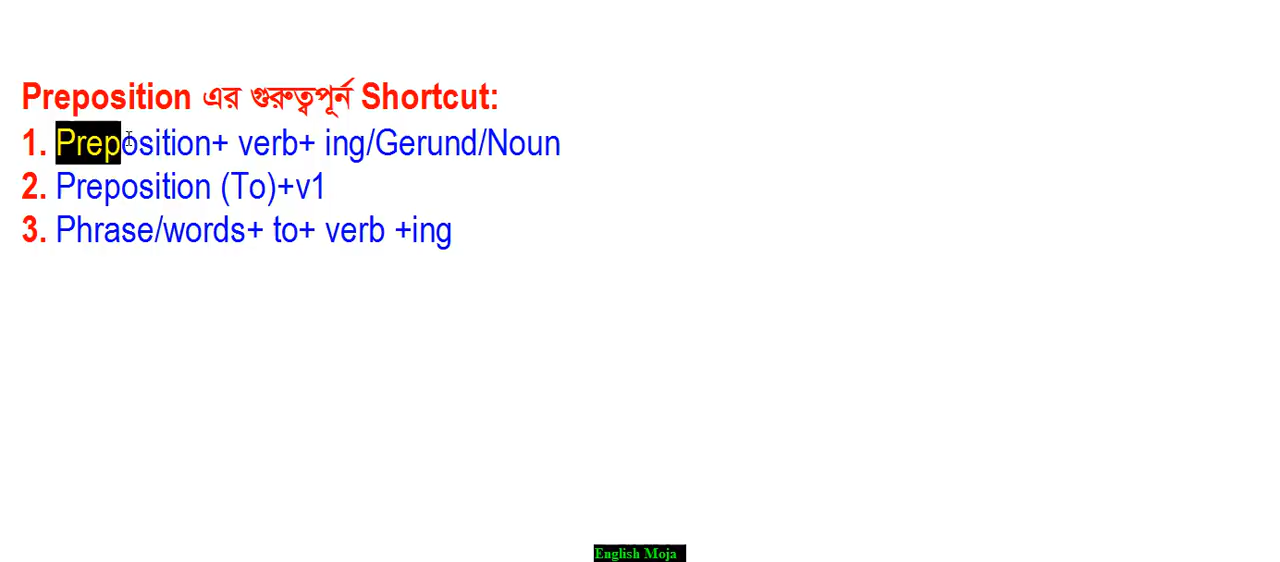 Preposition এর গুরুত্বপূর্ন Shortcut:
1. Preposition+ verb+ ing/Gerund/Noun
2. Preposition (To)+v1
3. Phrase/words+ to+ verb +ing
English Moja